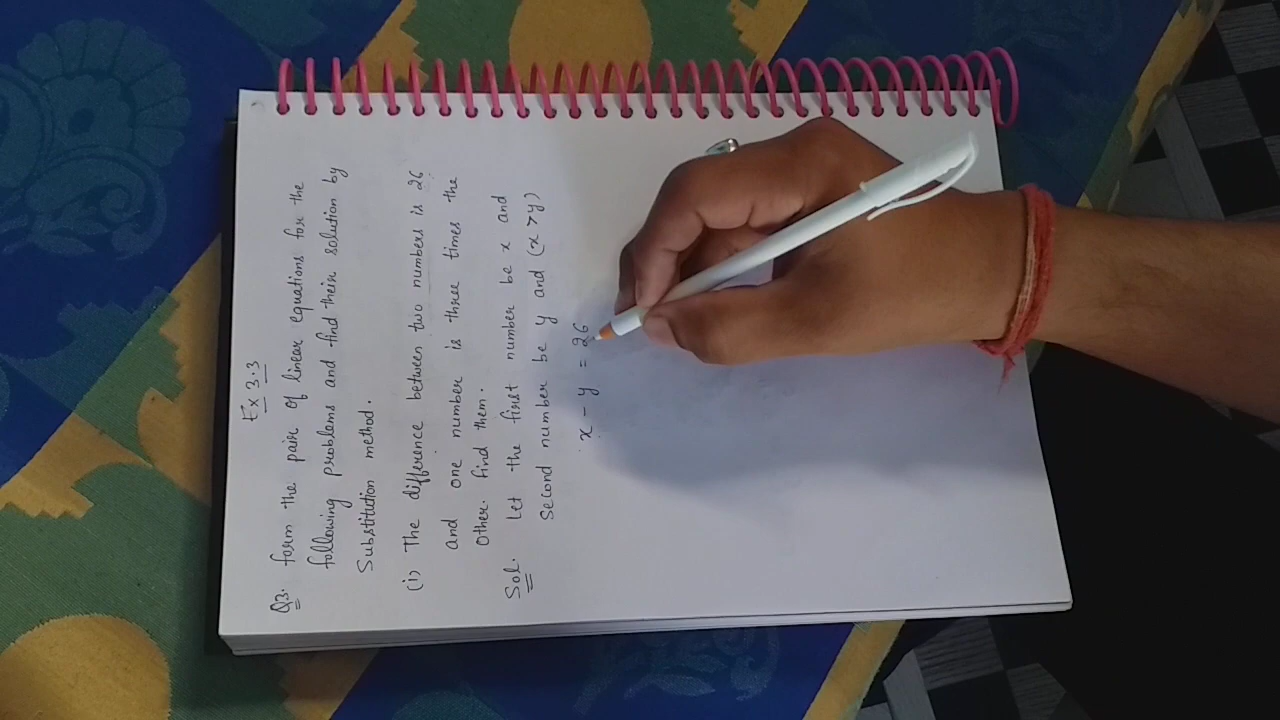 Ex 3.3
Q3. form the pair of linear equations for the
following problems and find their solution by
Substitution method.
(i) The difference between two numbers is 26
and one number is three times the
other. find them.
Sol. Let the first number be x and
Second number be y and (x > y)
x - y = 26